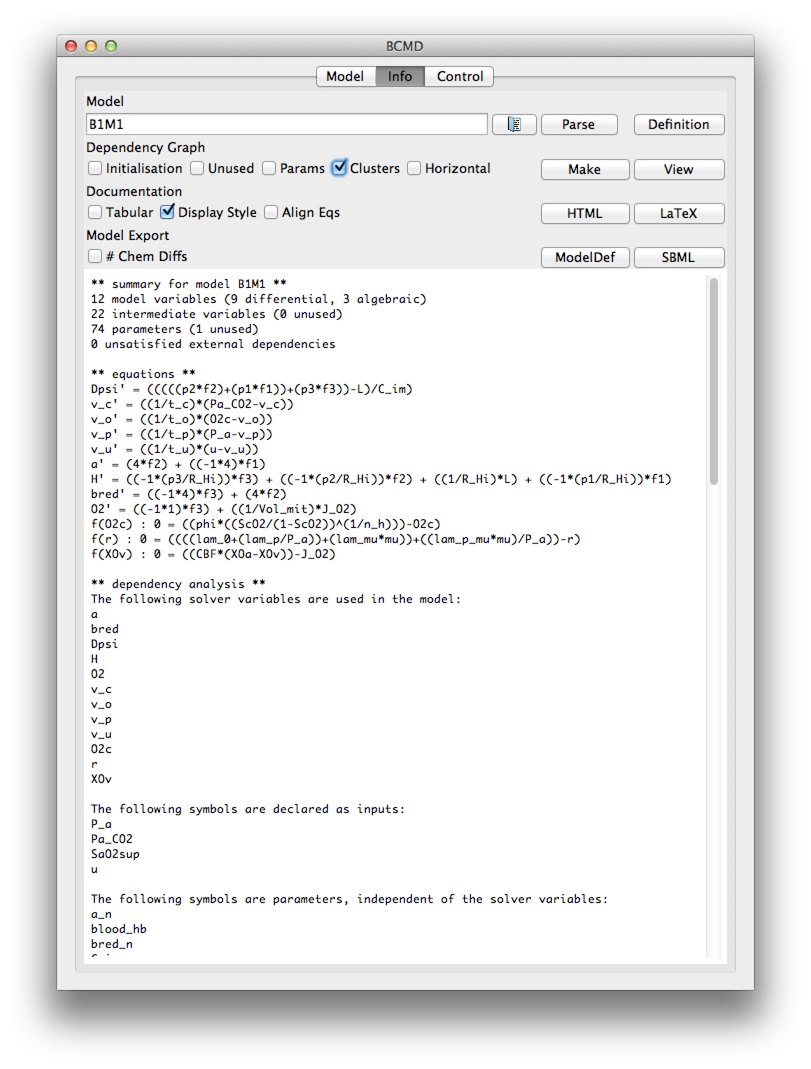 BCMD
Model Info Control
Model
B1M1 Parse Definition
Dependency Graph
Initialisation Unused Params Clusters Horizontal Make View
Documentation
Tabular Display Style Align Eqs HTML LaTeX
Model Export
# Chem Diffs ModelDef SBML
** summary for model B1M1 **
12 model variables (9 differential, 3 algebraic)
22 intermediate variables (0 unused)
74 parameters (1 unused)
0 unsatisfied external dependencies
** equations **
Dpsi' = (((((p2*f2)+(p1*f1))+(p3*f3))-L)/C_im)
v_c' = ((1/t_c)*(Pa_CO2-v_c))
v_o' = ((1/t_o)*(O2c-v_o))
v_p' = ((1/t_p)*(P_a-v_p))
v_u' = ((1/t_u)*(u-v_u))
a' = (4*f2) + ((-1*4)*f1)
H' = ((-1*(p3/R_Hi))*f3) + ((-1*(p2/R_Hi))*f2) + ((1/R_Hi)*L) + ((-1*(p1/R_Hi))*f1)
bred' = ((-1*4)*f3) + (4*f2)
O2' = ((-1*1)*f3) + ((1/Vol_mit)*J_O2)
f(O2c) : 0 = ((phi*((ScO2/(1-ScO2))^(1/n_h)))-O2c)
f(r) : 0 = ((((lam_0+(lam_p/P_a))+(lam_mu*mu))+((lam_p_mu*mu)/P_a))-r)
f(XOv) : 0 = ((CBF*(XOa-XOv))-J_O2)
** dependency analysis **
The following solver variables are used in the model:
a
bred
Dpsi
H
O2
v_c
v_o
v_p
v_u
O2c
r
XOv
The following symbols are declared as inputs:
P_a
Pa_CO2
SaO2sup
u
The following symbols are parameters, independent of the solver variables:
a_n
blood_hb
bred_n